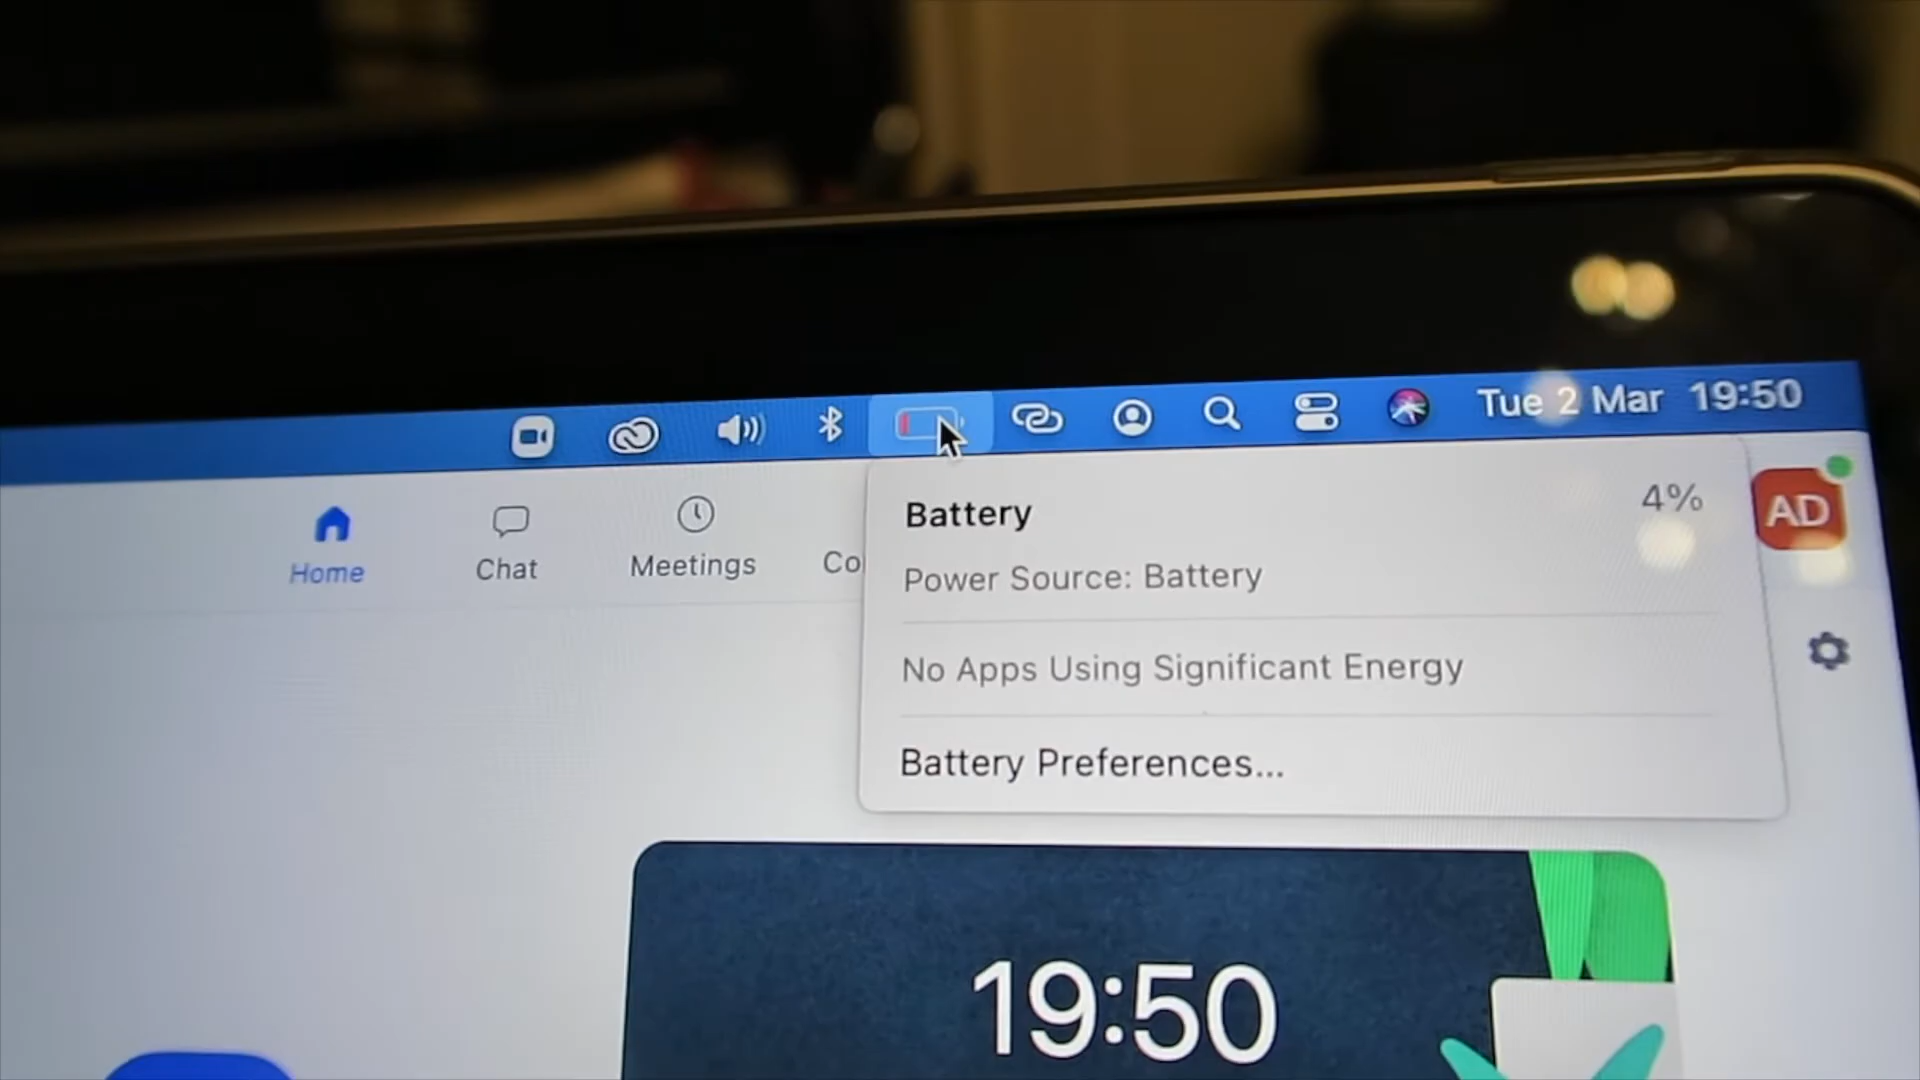 Tue 2 Mar 19:50
Home
Chat
Meetings
Co
Battery
4%
AD
Power Source: Battery
No Apps Using Significant Energy
Battery Preferences...
19:50